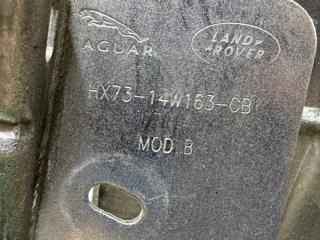 JAGUAR
LAND-
ROVER
HX73-14W163-CB
MOD B